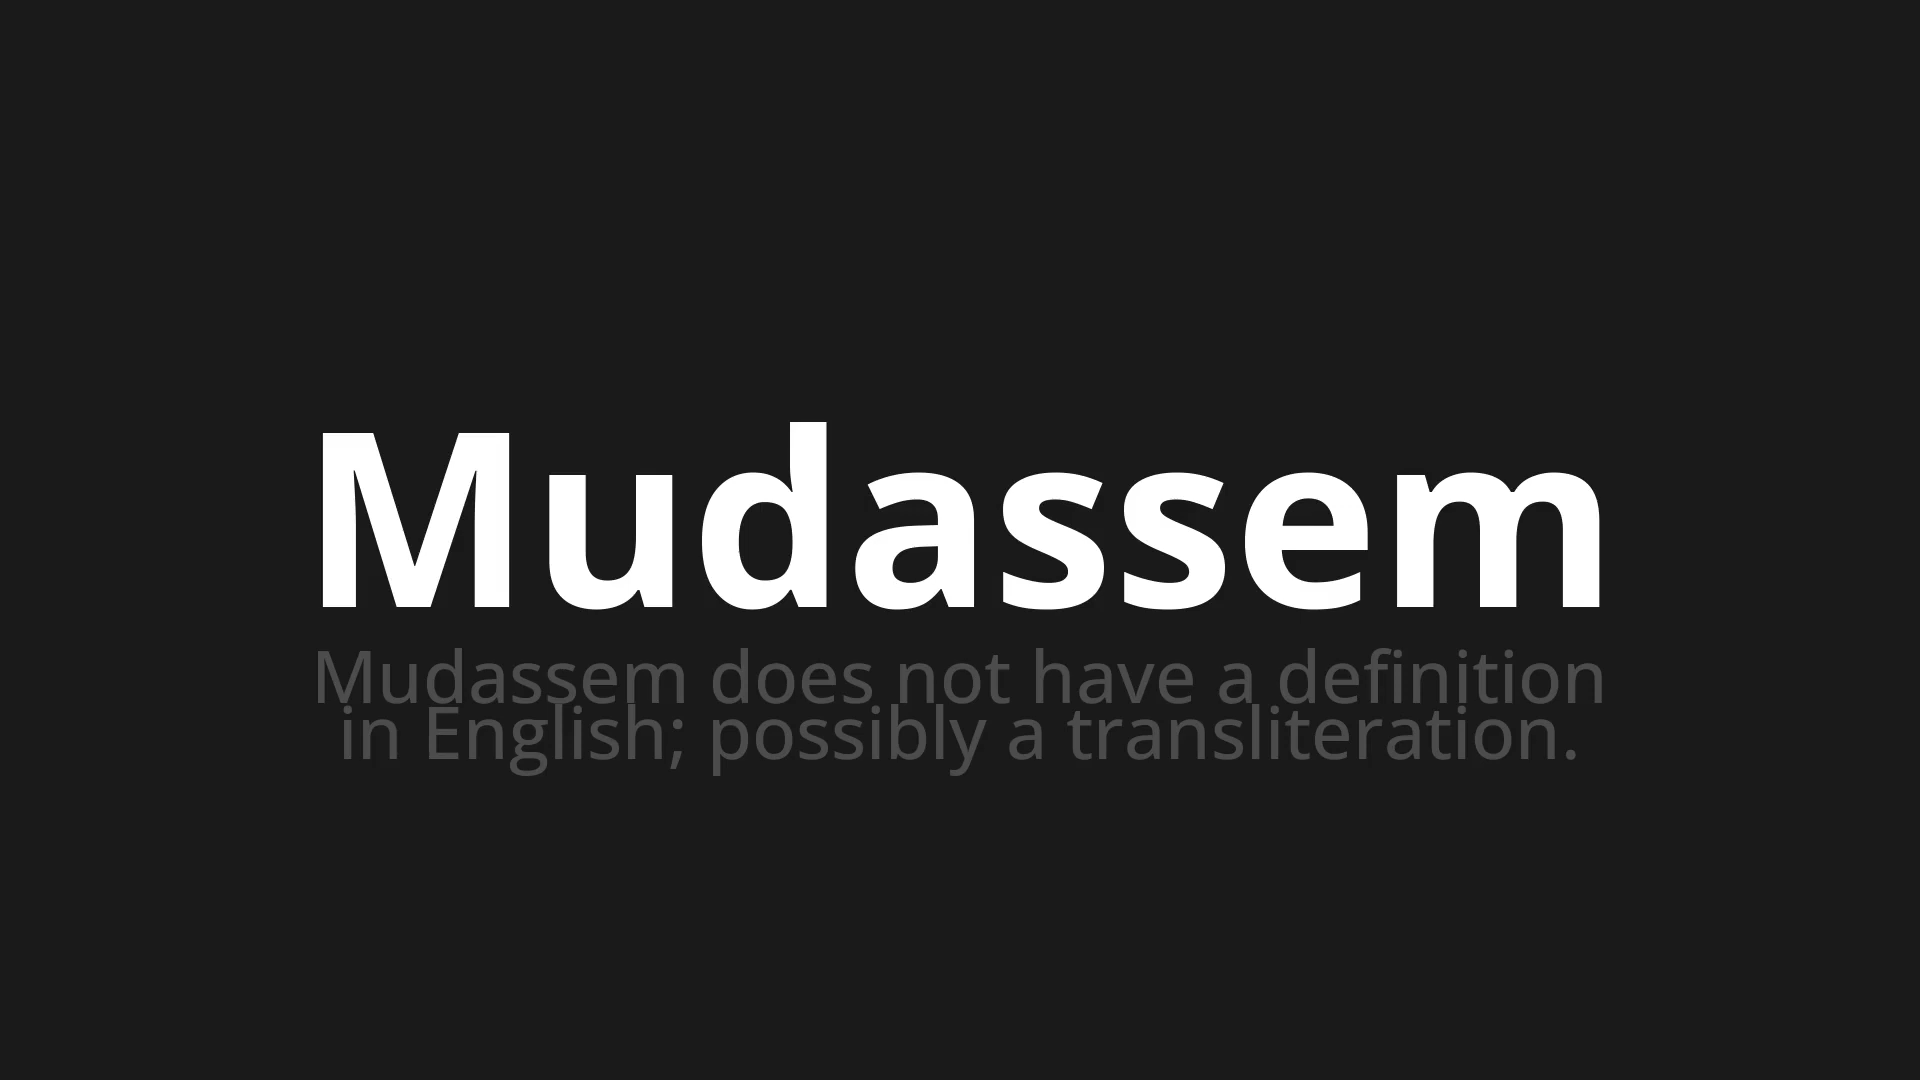 Mudassem
Mudassem does not have a definition
in English; possibly a transliteration.